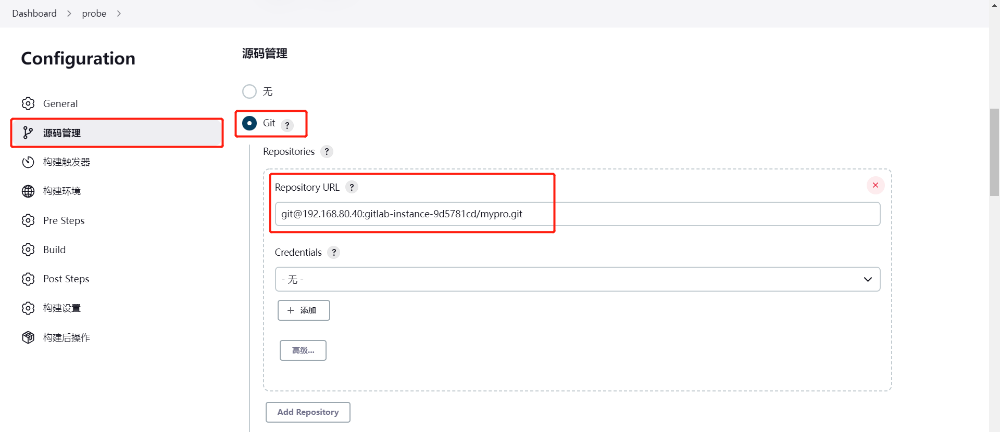 Dashboard > probe >
Configuration
General
源码管理
构建触发器
构建环境
Pre Steps
Build
Post Steps
构建设置
构建后操作
源码管理
无
Git ?
Repositories ?
Repository URL ?
git@192.168.80.40:gitlab-instance-9d5781cd/mypro.git
Credentials ?
- 无 -
+ 添加
高级...
Add Repository